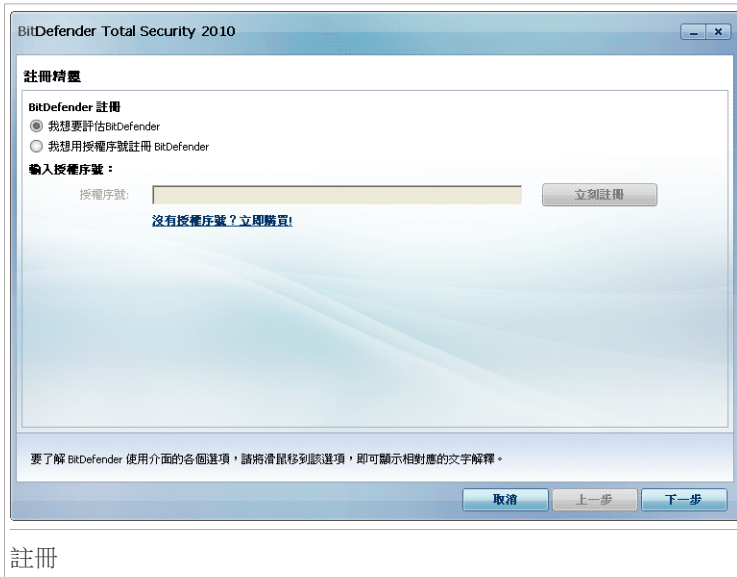 BitDefender Total Security 2010
註冊精靈
BitDefender 註冊
我想要評估BitDefender
我想用授權序號註冊 BitDefender
輸入授權序號：
授權序號:
立刻註冊
沒有授權序號？立即購買!
要了解 BitDefender 使用介面的各個選項，請將滑鼠移到該選項，即可顯示相對應的文字解釋。
取消
上一步
下一步
註冊